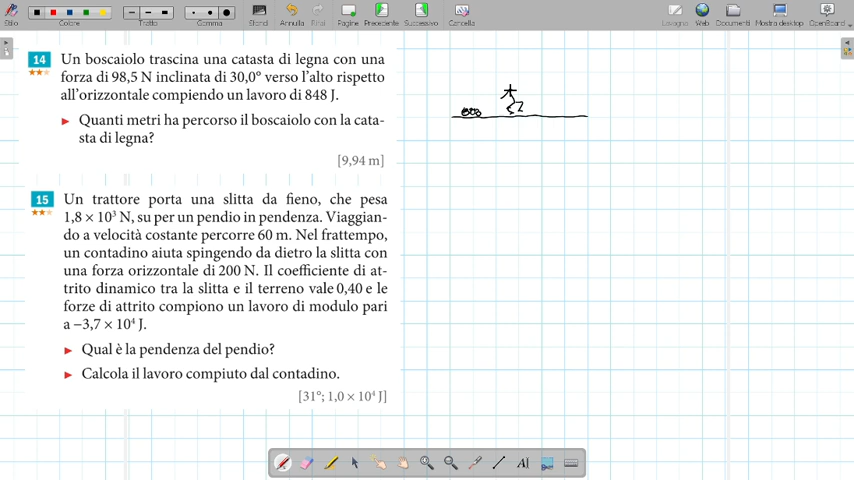 Stilo
Colore
Tratto
Gomma
Sfondi
Annulla
Rifai
Pagine
Precedente
Successivo
Cancella
Lavagna
Web
Documenti
Mostra desktop
OpenBoard
14 Un boscaiolo trascina una catasta di legna con una
★★ forza di 98,5 N inclinata di 30,0° verso l'alto rispetto
all'orizzontale compiendo un lavoro di 848 J.
► Quanti metri ha percorso il boscaiolo con la cata-
sta di legna?
[9,94 m]
15 Un trattore porta una slitta da fieno, che pesa
★★ 1,8 × 10³ N, su per un pendio in pendenza. Viaggian-
do a velocità costante percorre 60 m. Nel frattempo,
un contadino aiuta spingendo da dietro la slitta con
una forza orizzontale di 200 N. Il coefficiente di at-
trito dinamico tra la slitta e il terreno vale 0,40 e le
forze di attrito compiono un lavoro di modulo pari
a −3,7 × 10⁴ J.
► Qual è la pendenza del pendio?
► Calcola il lavoro compiuto dal contadino.
[31°; 1,0 × 10⁴ J]